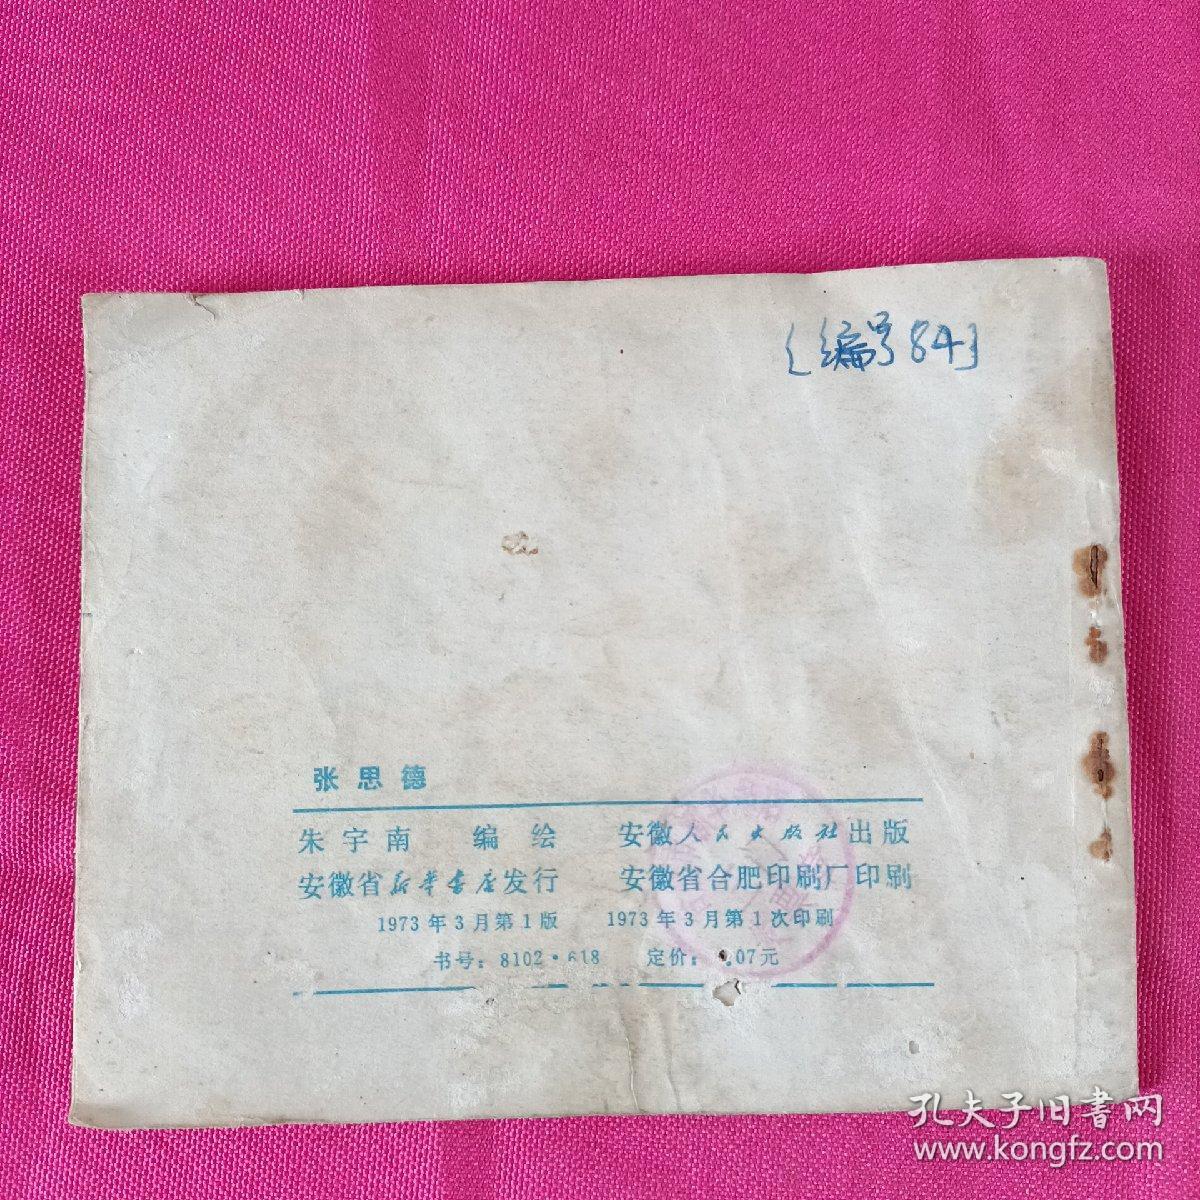 [编号84]
张思德
朱宇南 编绘 安徽人民出版社出版
安徽省新华书店发行 安徽省合肥印刷厂印刷
1973年3月第1版 1973年3月第1次印刷
书号：8102·618 定价：.07元
孔夫子旧書网
www.kongfz.com